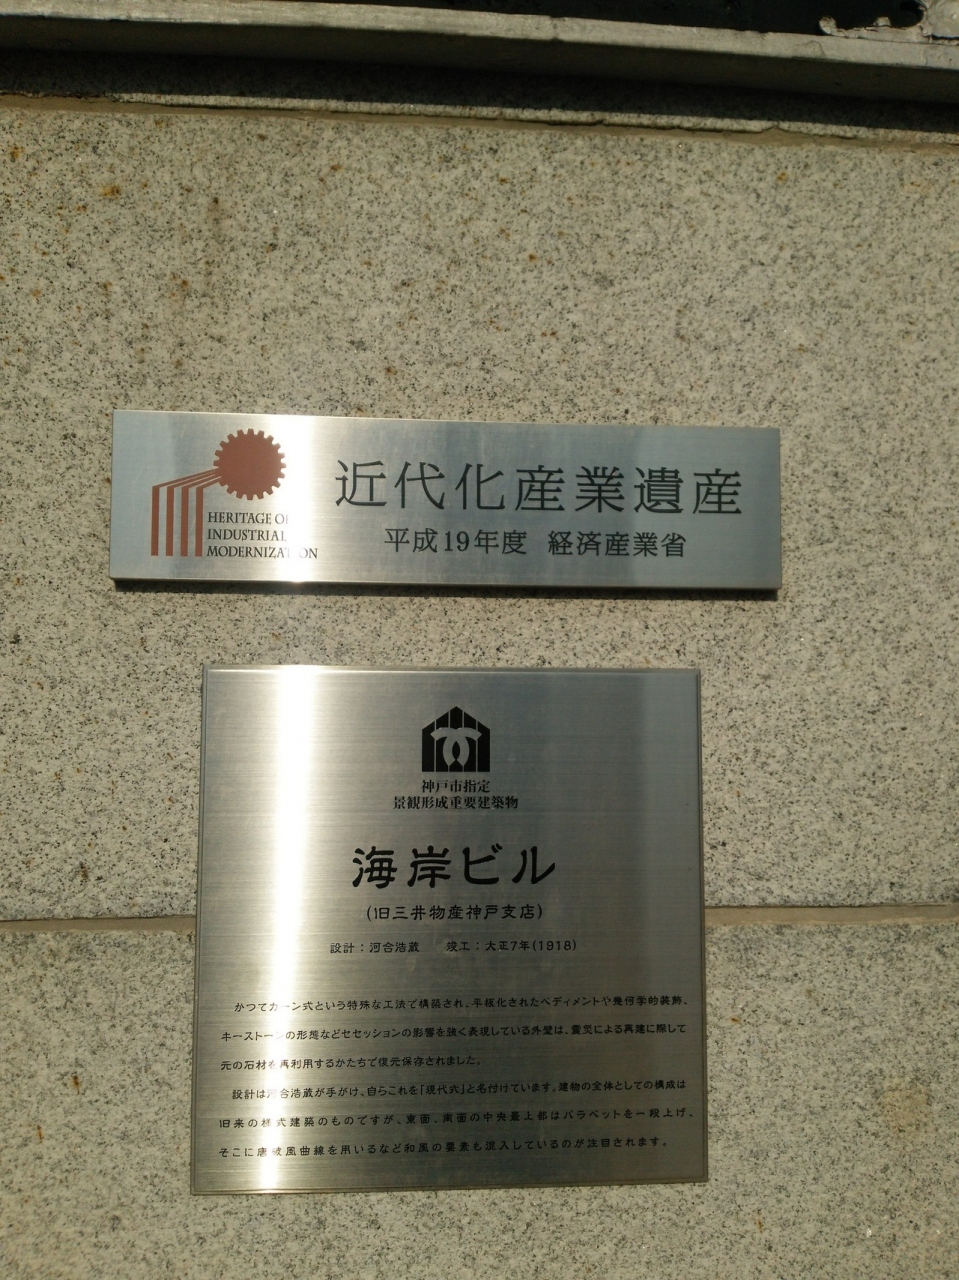 近代化産業遺産
HERITAGE OF
INDUSTRIAL
MODERNIZATION
平成19年度 経済産業省
神戸市指定
景観形成重要建築物
海岸ビル
(旧三井物産神戸支店)
設計:河合浩蔵 竣工:大正7年(1918)
かつてカーン式という特殊な工法で構築され、平板化されたペディメントや幾何学的装飾、
キーストーンの形態などセセッションの影響を強く表現している外壁は、震災による再建に際して
元の石材を再利用するかたちで復元保存されました。
設計は河合浩蔵が手がけ、自らこれを「現代式」と名付けています。建物の全体としての構成は
旧来の様式建築のものですが、東面、南面の中央最上部はパラペットを一段上げ、
そこに唐破風曲線を用いるなど和風の要素も混入しているのが注目されます。